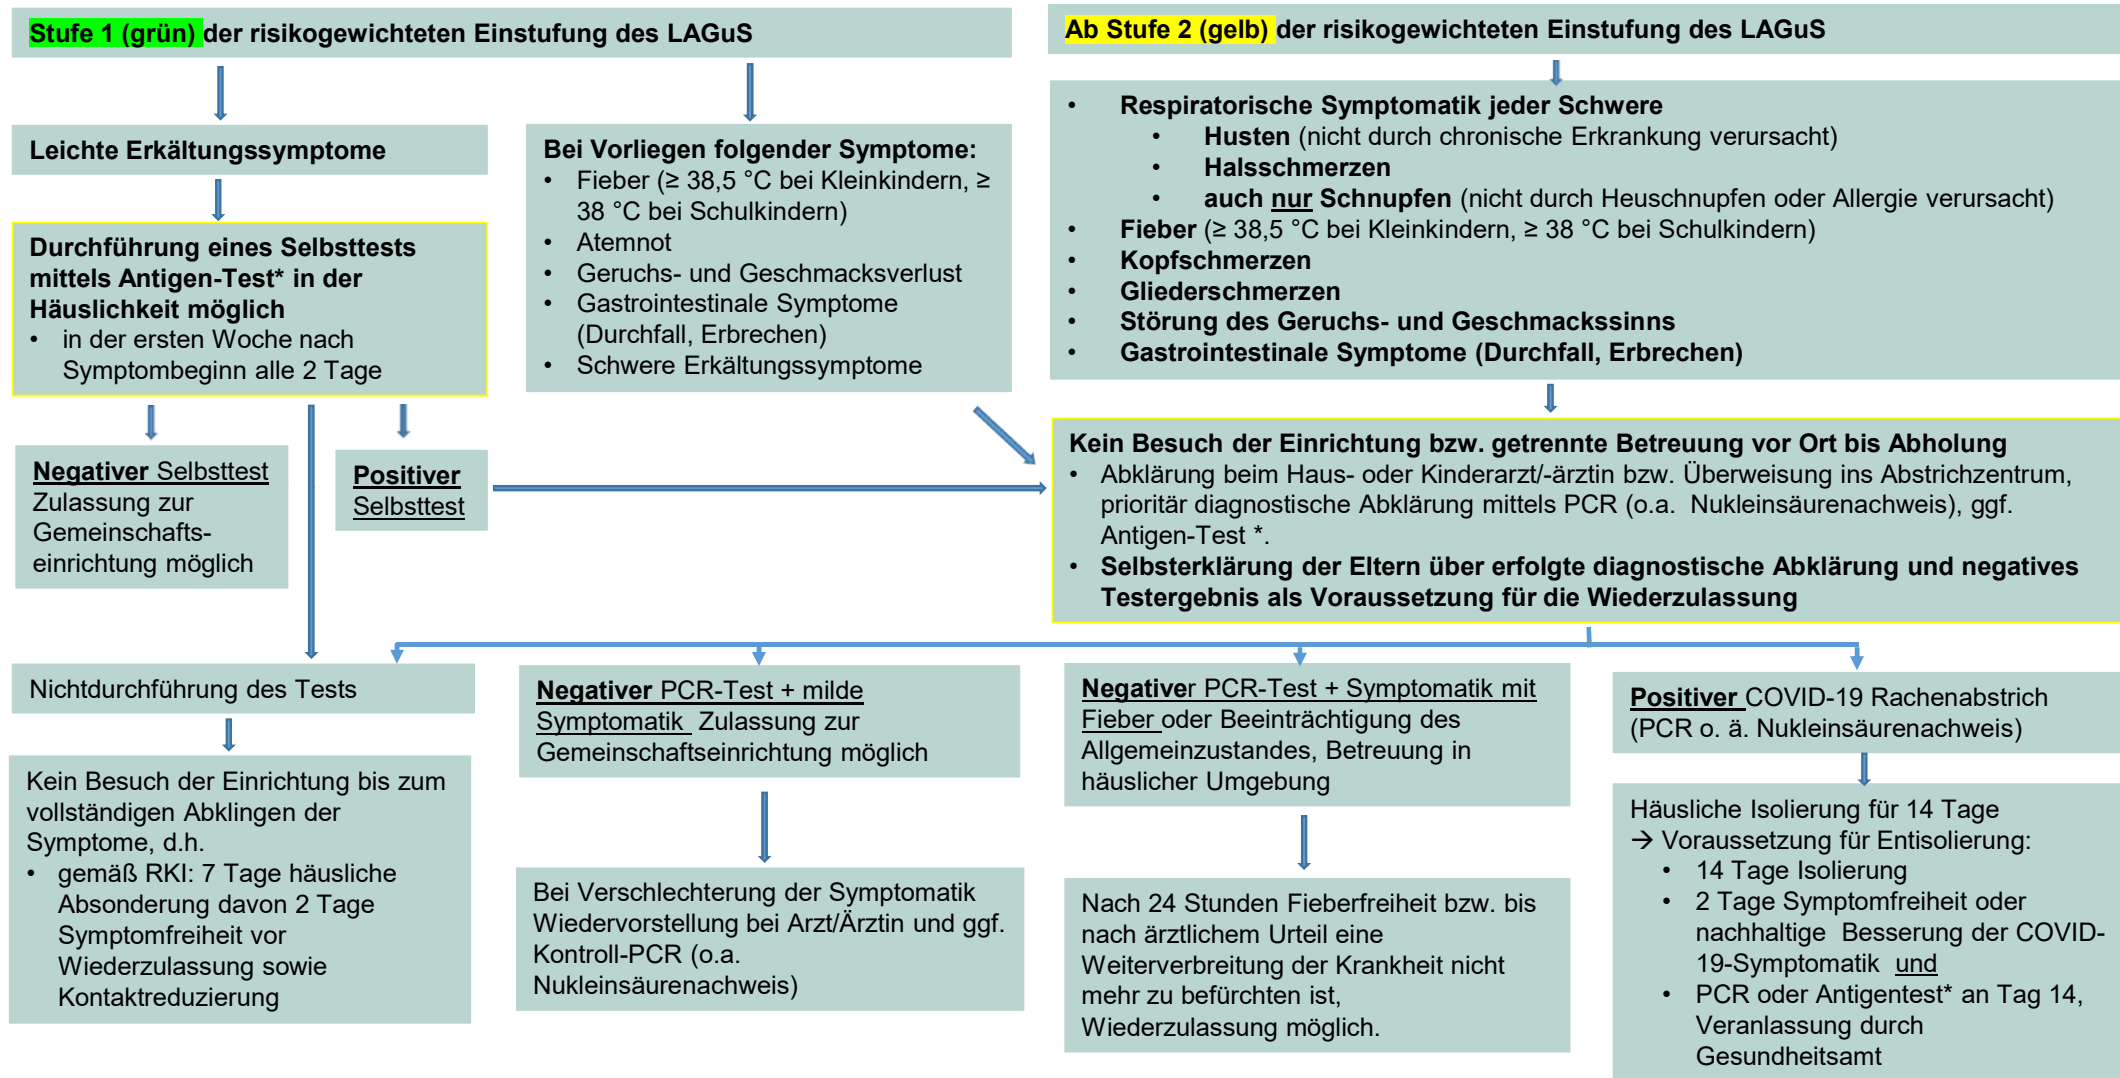 Stufe 1 (grün) der risikogewichteten Einstufung des LAGuS
Leichte Erkältungssymptome
Durchführung eines Selbsttests
mittels Antigen-Test* in der
Häuslichkeit möglich
• in der ersten Woche nach
Symptombeginn alle 2 Tage
Bei Vorliegen folgender Symptome:
• Fieber (≥ 38,5 °C bei Kleinkindern, ≥
38 °C bei Schulkindern)
• Atemnot
• Geruchs- und Geschmacksverlust
• Gastrointestinale Symptome
(Durchfall, Erbrechen)
• Schwere Erkältungssymptome
Ab Stufe 2 (gelb) der risikogewichteten Einstufung des LAGuS
• Respiratorische Symptomatik jeder Schwere
• Husten (nicht durch chronische Erkrankung verursacht)
• Halsschmerzen
• auch nur Schnupfen (nicht durch Heuschnupfen oder Allergie verursacht)
• Fieber (≥ 38,5 °C bei Kleinkindern, ≥ 38 °C bei Schulkindern)
• Kopfschmerzen
• Gliederschmerzen
• Störung des Geruchs- und Geschmackssinns
• Gastrointestinale Symptome (Durchfall, Erbrechen)
Negativer Selbsttest
Zulassung zur
Gemeinschafts-
einrichtung möglich
Positiver
Selbsttest
Kein Besuch der Einrichtung bzw. getrennte Betreuung vor Ort bis Abholung
• Abklärung beim Haus- oder Kinderarzt/-ärztin bzw. Überweisung ins Abstrichzentrum,
prioritär diagnostische Abklärung mittels PCR (o.a. Nukleinsäurenachweis), ggf.
Antigen-Test *.
• Selbsterklärung der Eltern über erfolgte diagnostische Abklärung und negatives
Testergebnis als Voraussetzung für die Wiederzulassung
Nichtdurchführung des Tests
Kein Besuch der Einrichtung bis zum
vollständigen Abklingen der
Symptome, d.h.
• gemäß RKI: 7 Tage häusliche
Absonderung davon 2 Tage
Symptomfreiheit vor
Wiederzulassung sowie
Kontaktreduzierung
Negativer PCR-Test + milde
Symptomatik Zulassung zur
Gemeinschaftseinrichtung möglich
Bei Verschlechterung der Symptomatik
Wiedervorstellung bei Arzt/Ärztin und ggf.
Kontroll-PCR (o.a.
Nukleinsäurenachweis)
Negativer PCR-Test + Symptomatik mit
Fieber oder Beeinträchtigung des
Allgemeinzustandes, Betreuung in
häuslicher Umgebung
Nach 24 Stunden Fieberfreiheit bzw. bis
nach ärztlichem Urteil eine
Weiterverbreitung der Krankheit nicht
mehr zu befürchten ist,
Wiederzulassung möglich.
Positiver COVID-19 Rachenabstrich
(PCR o. ä. Nukleinsäurenachweis)
Häusliche Isolierung für 14 Tage
→ Voraussetzung für Entisolierung:
• 14 Tage Isolierung
• 2 Tage Symptomfreiheit oder
nachhaltige Besserung der COVID-
19-Symptomatik und
• PCR oder Antigentest* an Tag 14,
Veranlassung durch
Gesundheitsamt